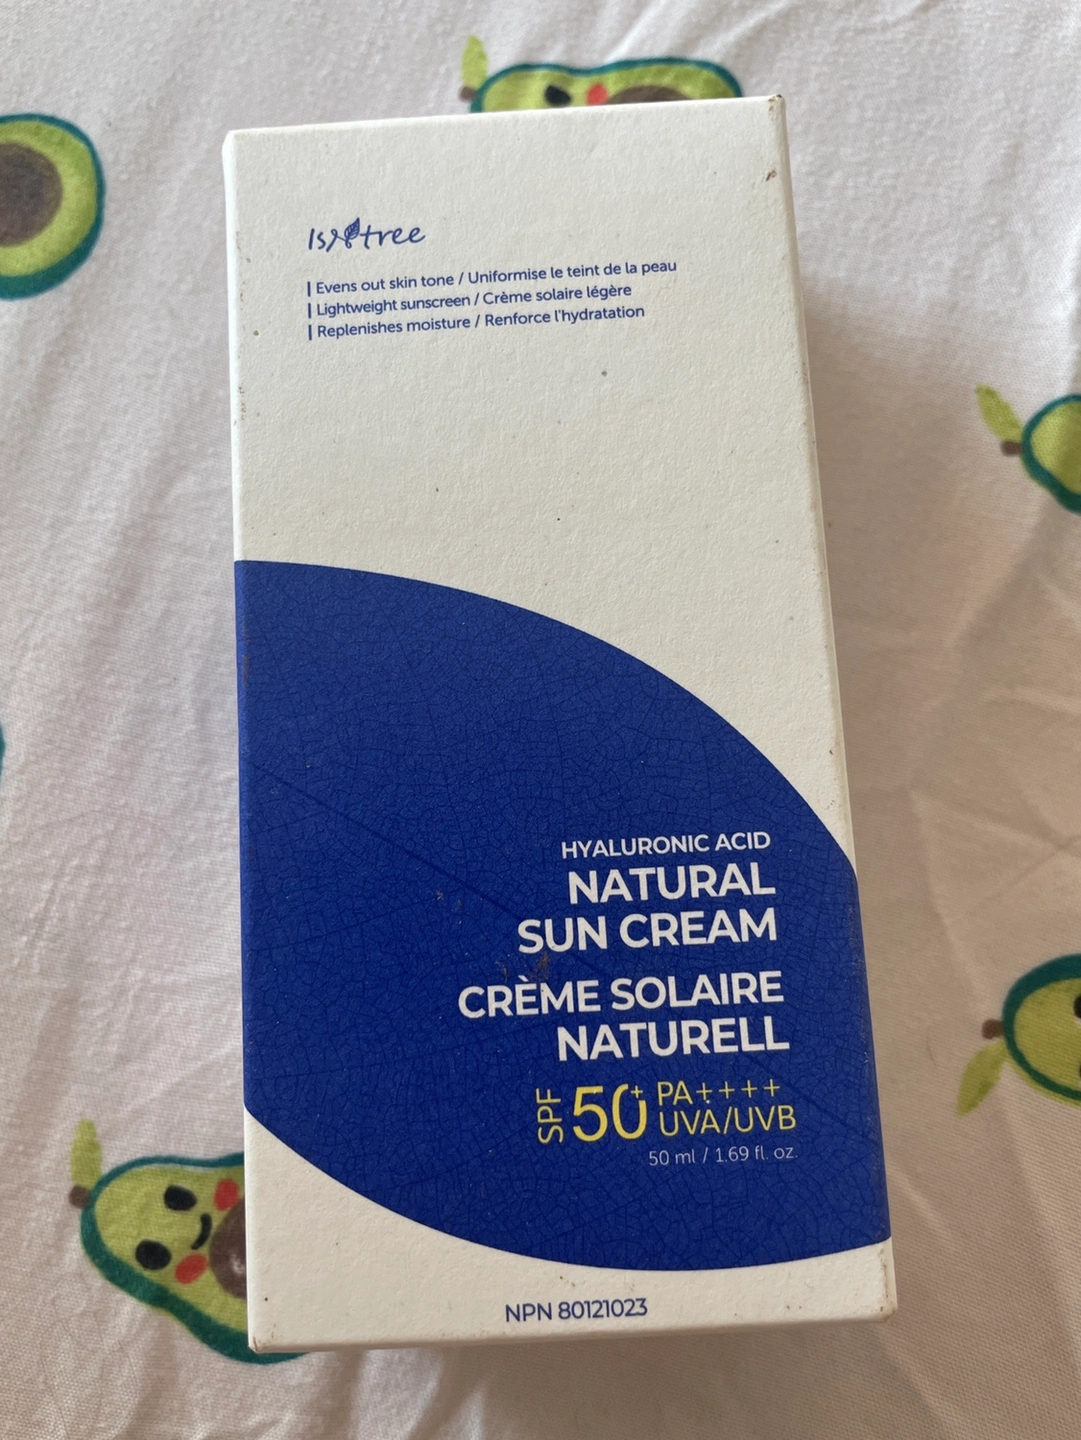 Isntree
Evens out skin tone / Uniformise le teint de la peau
Lightweight sunscreen / Crème solaire légère
Replenishes moisture / Renforce l'hydratation
HYALURONIC ACID
NATURAL
SUN CREAM
CRÈME SOLAIRE
NATURELL
SPF 50+ PA++++
UVA/UVB
50 ml / 1.69 fl. oz.
NPN 80121023